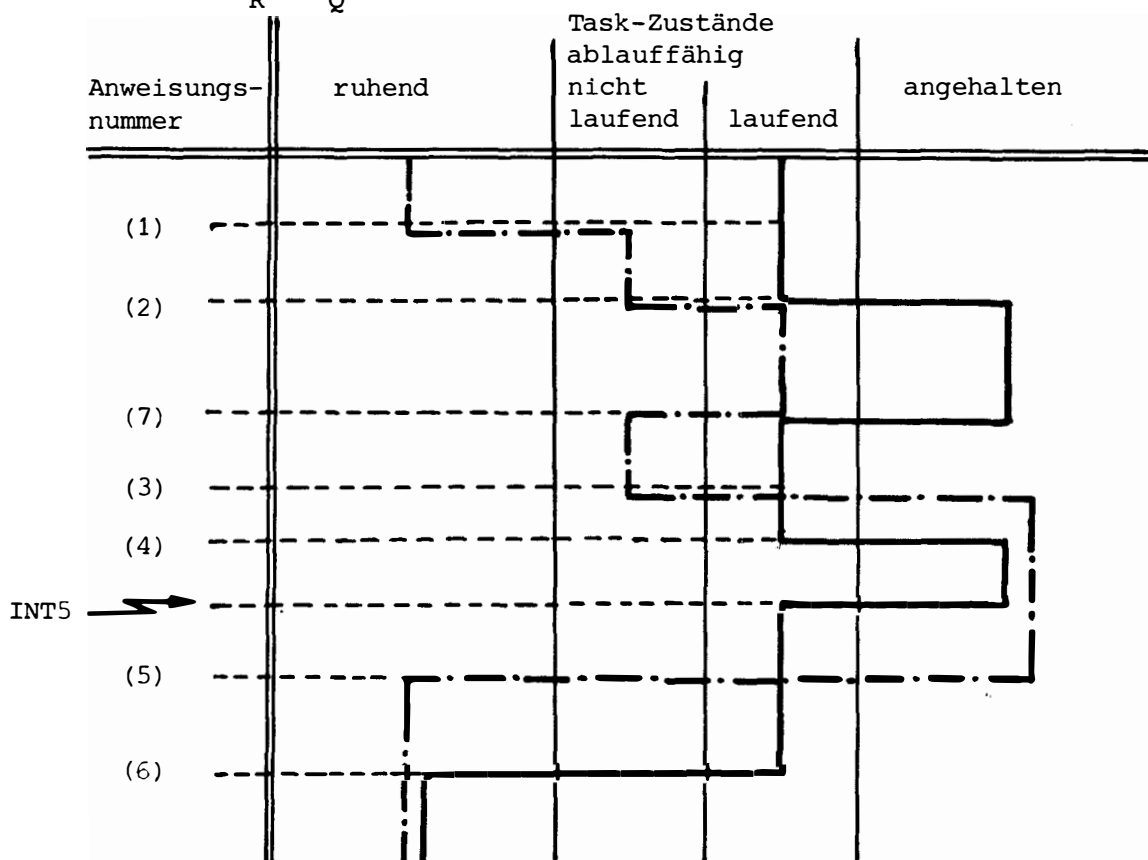 R Q
Task-Zustände
ablauffähig
Anweisungs-
nummer
ruhend
nicht
laufend
laufend
angehalten
(1)
(2)
(7)
(3)
(4)
INT5
(5)
(6)